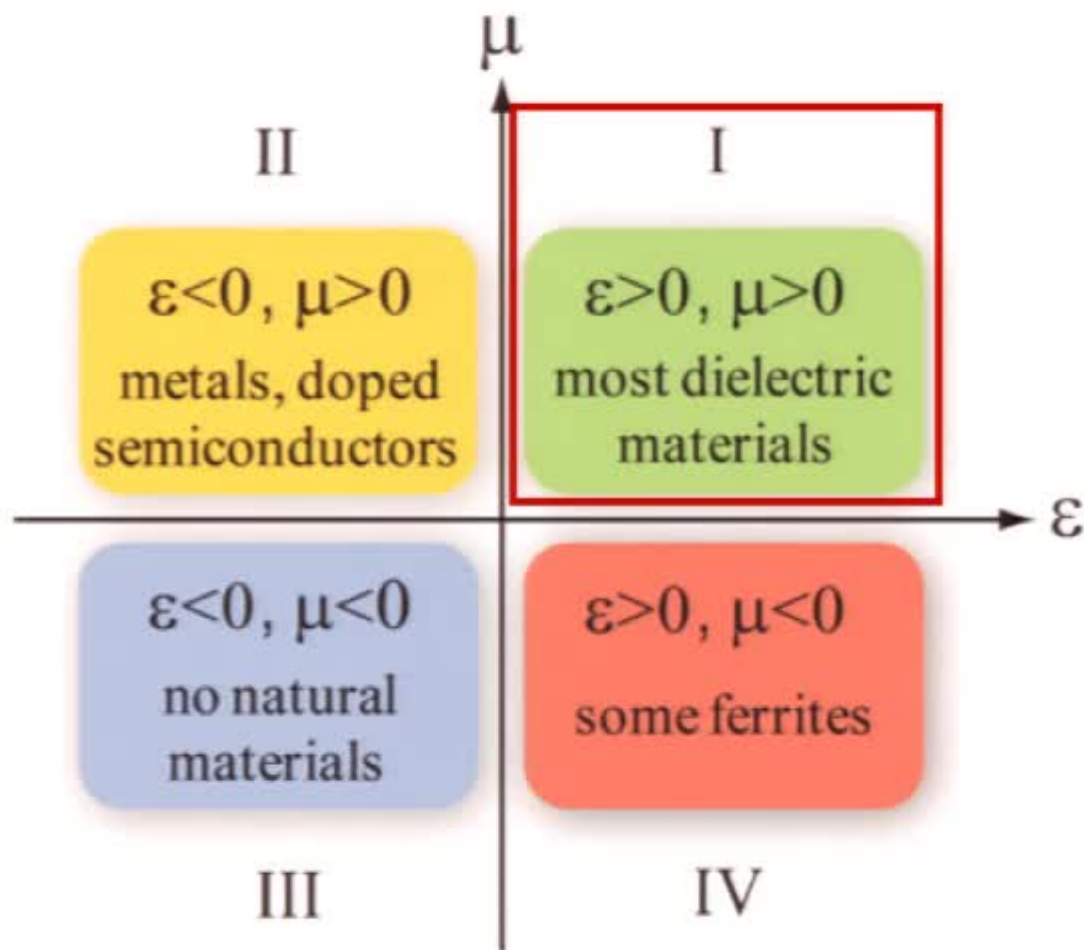 μ
II
I
ε<0, μ>0
metals, doped
semiconductors
ε>0, μ>0
most dielectric
materials
ε
ε<0, μ<0
no natural
materials
ε>0, μ<0
some ferrites
III
IV